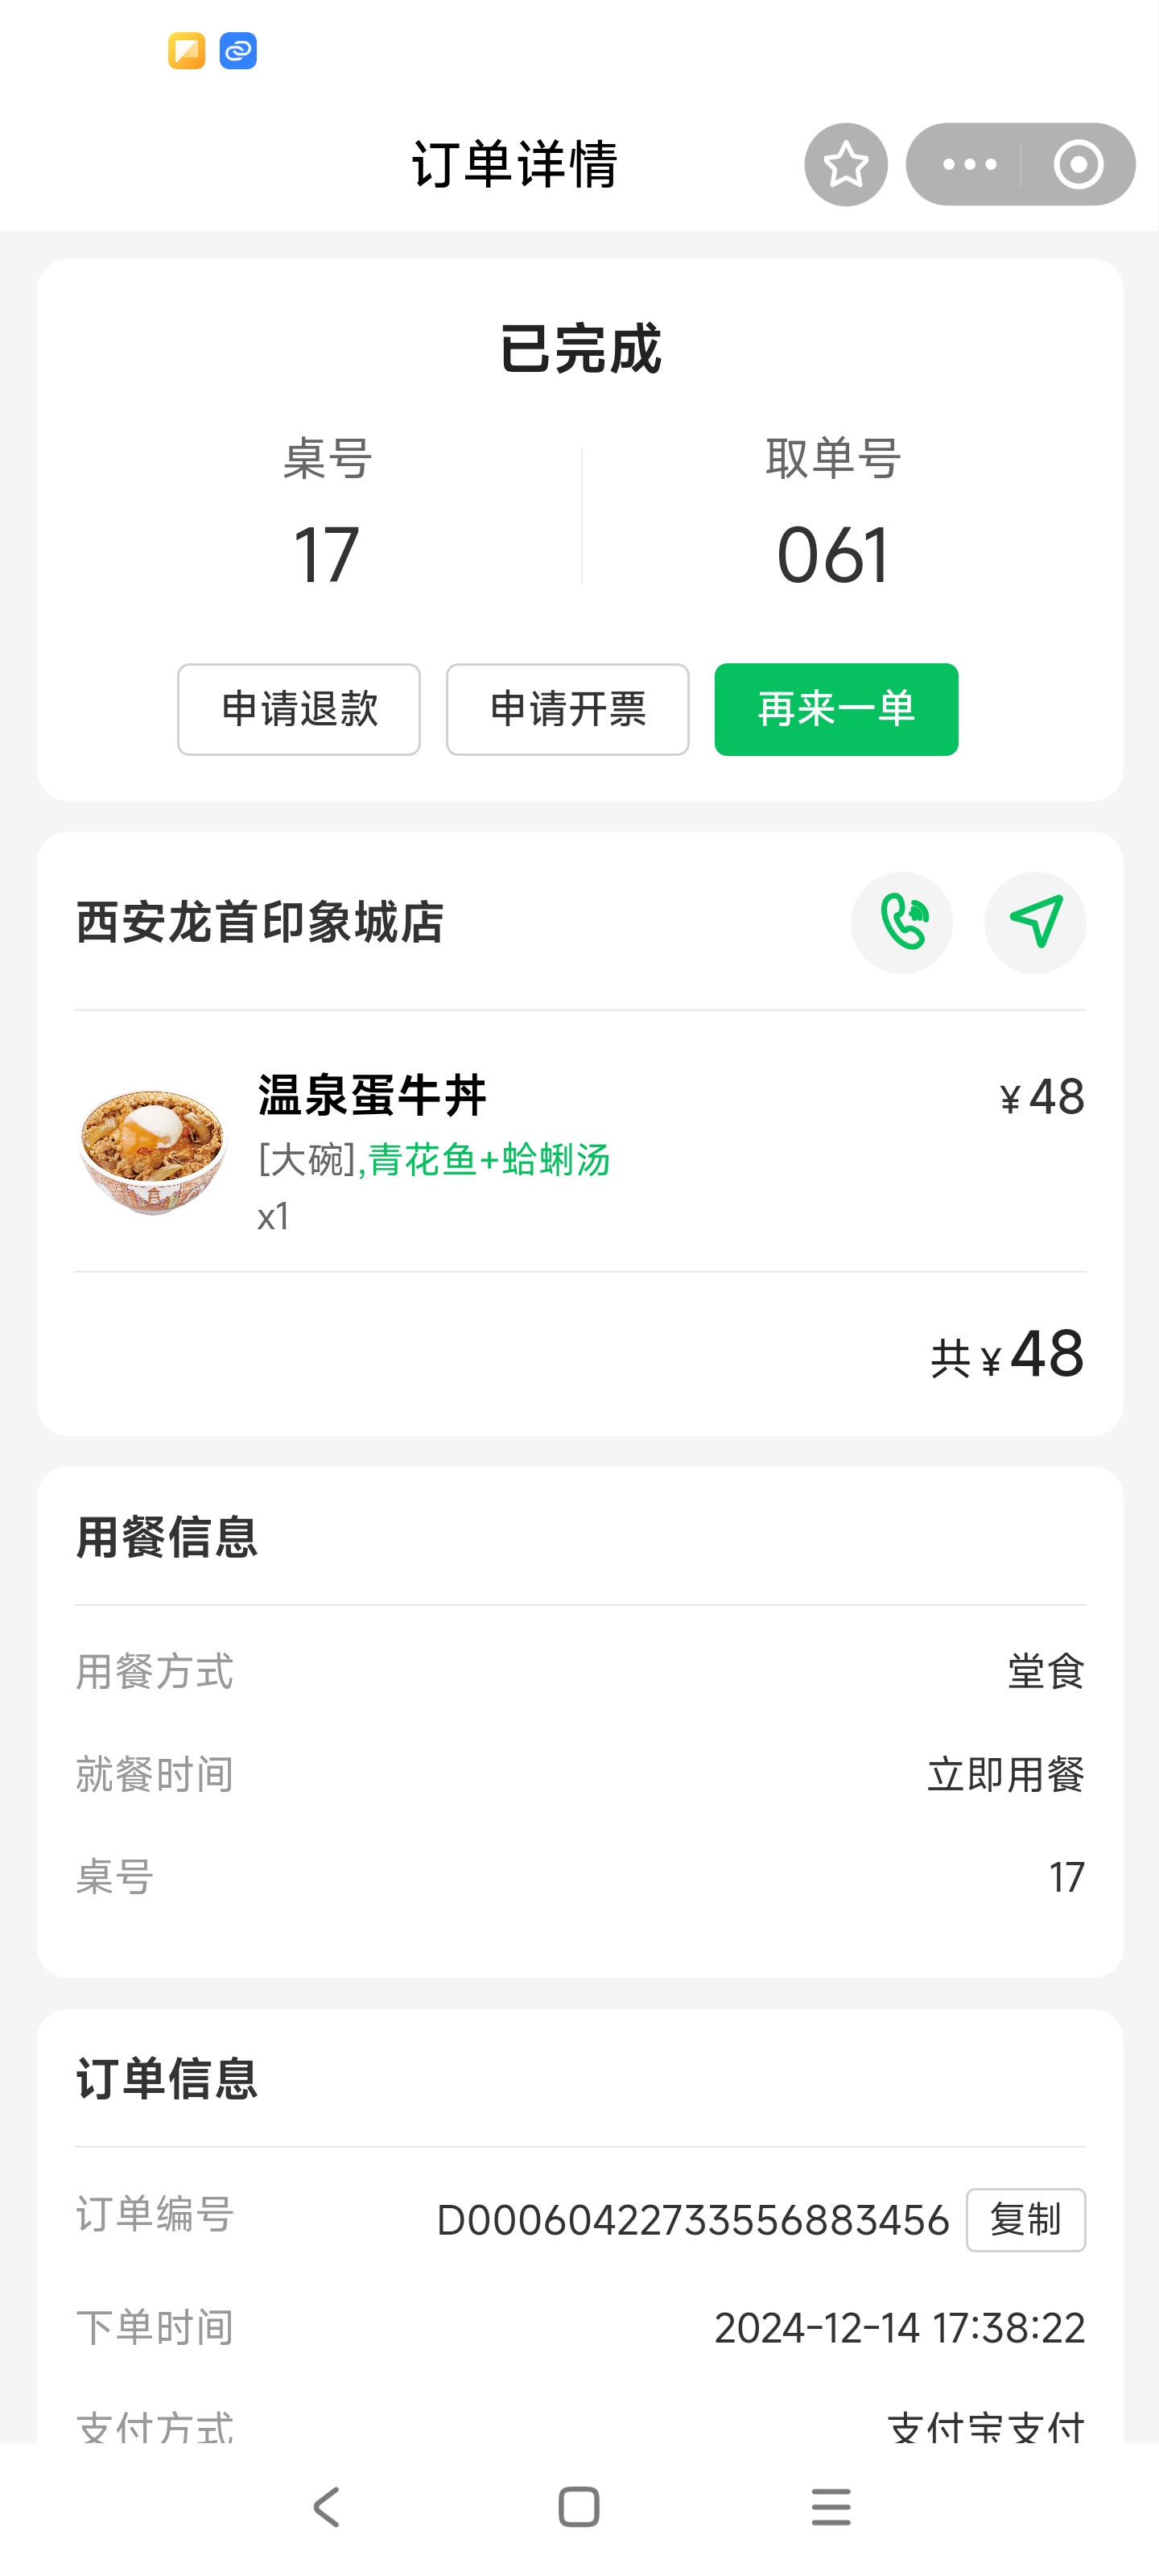 订单详情
已完成
桌号
取单号
17
061
申请退款
申请开票
再来一单
西安龙首印象城店
温泉蛋牛丼
¥48
[大碗],青花鱼+蛤蜊汤
x1
共¥48
用餐信息
用餐方式
堂食
就餐时间
立即用餐
桌号
17
订单信息
订单编号
D000604227733556883456
复制
下单时间
2024-12-14 17:38:22
支付方式
支付宝支付